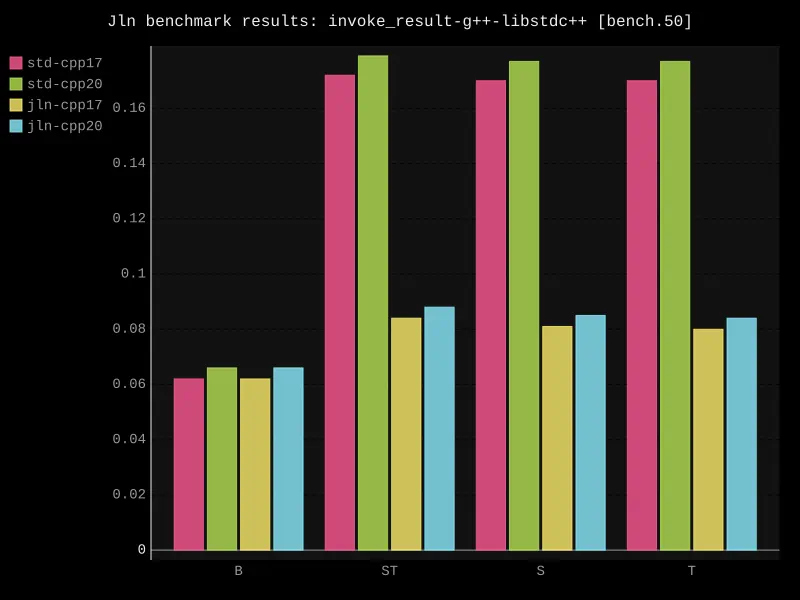 Jln benchmark results: invoke_result-g++-libstdc++ [bench.50]
std-cpp17
std-cpp20
jln-cpp17
jln-cpp20
0.16
0.14
0.12
0.1
0.08
0.06
0.04
0.02
0
B
ST
S
T